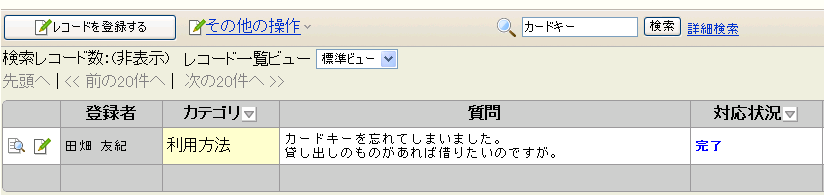 レコードを登録する その他の操作 カードキー 検索 詳細検索
検索レコード数:(非表示) レコード一覧ビュー 標準ビュー
先頭へ | << 前の20件へ | 次の20件へ >>
登録者 カテゴリ 質問 対応状況
田畑 友紀 利用方法 カードキーを忘れてしまいました。 完了
貸し出しのものがあれば借りたいのですが。